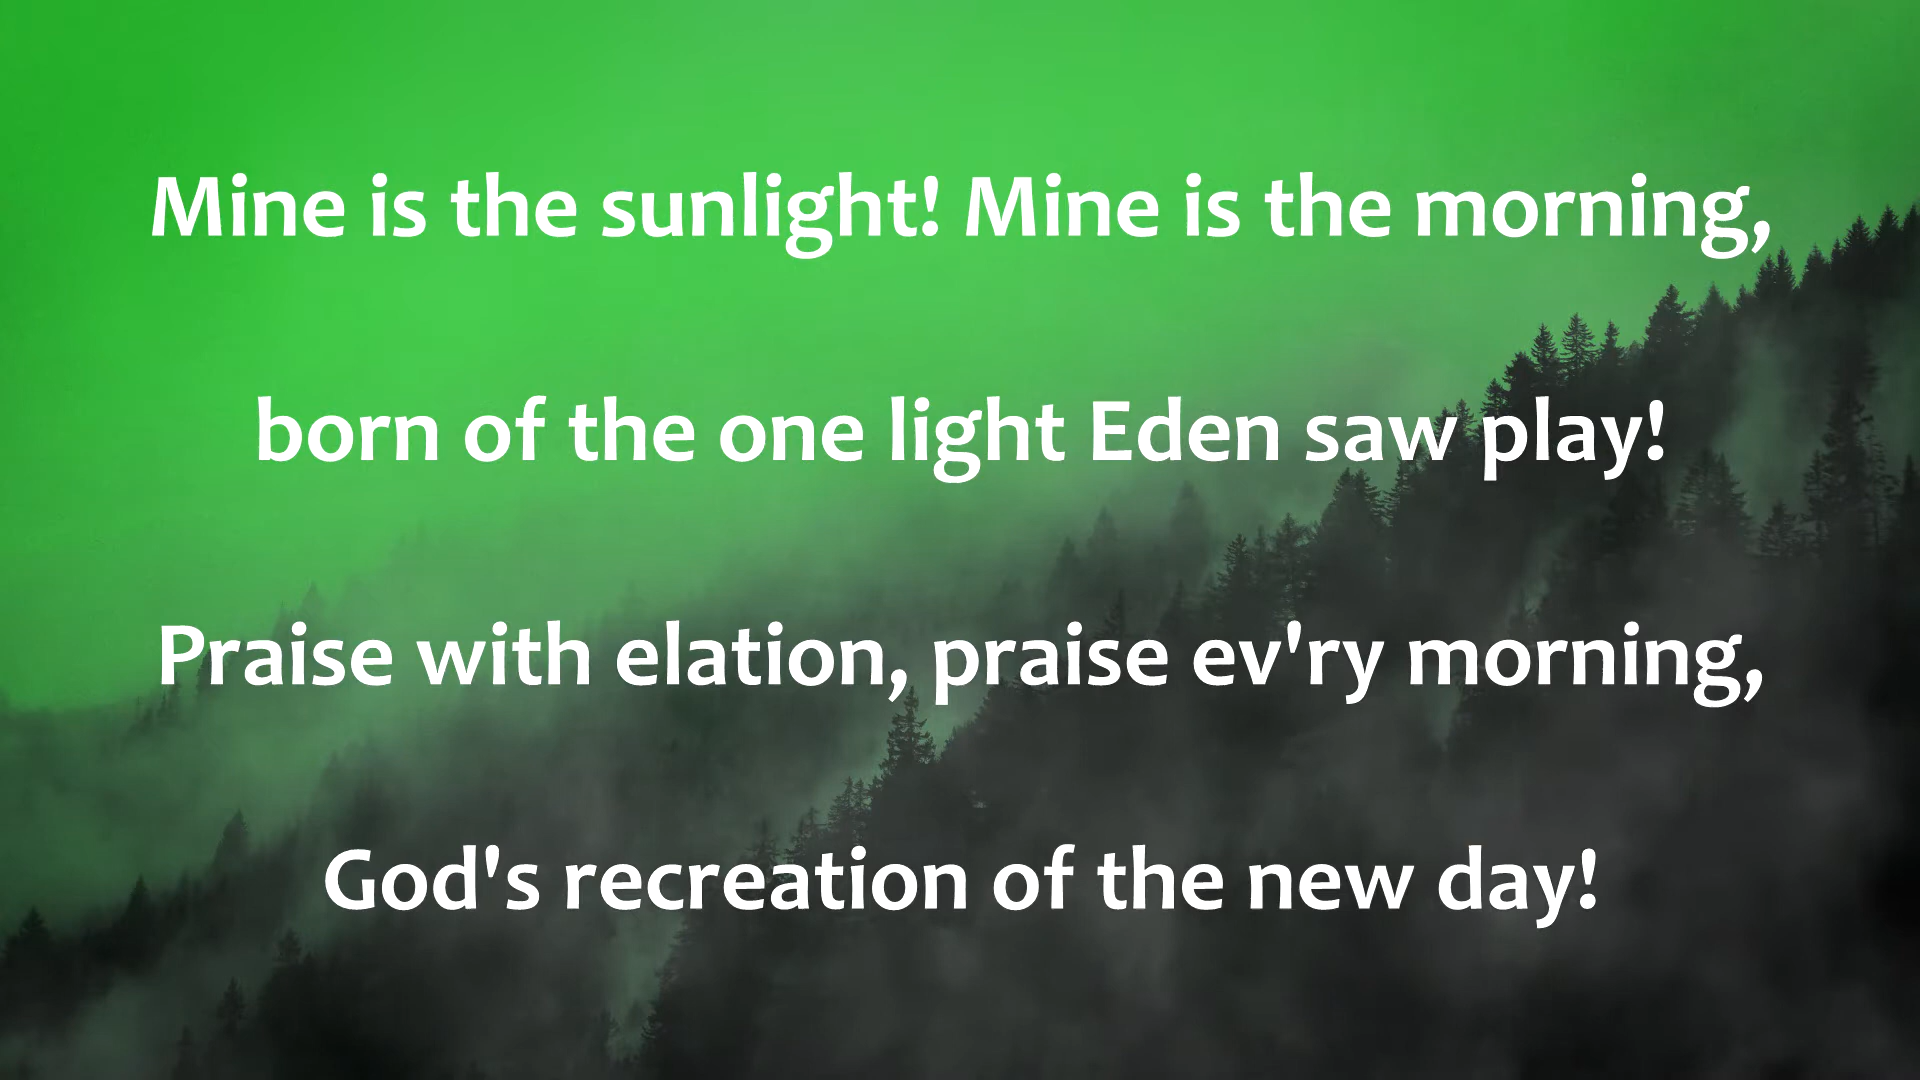 Mine is the sunlight! Mine is the morning,
born of the one light Eden saw play!
Praise with elation, praise ev'ry morning,
God's recreation of the new day!